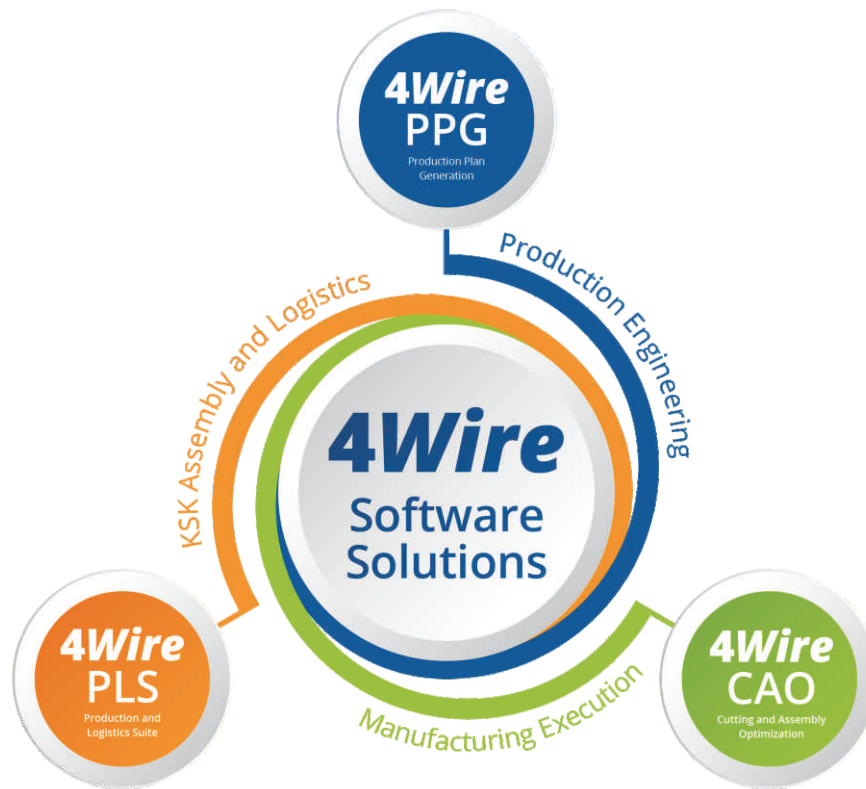 4Wire
PPG
Production Plan
Generation
Production Engineering
KSK Assembly and Logistics
4Wire
Software
Solutions
4Wire
PLS
Production and
Logistics Suite
4Wire
CAO
Cutting and Assembly
Optimization
Manufacturing Execution